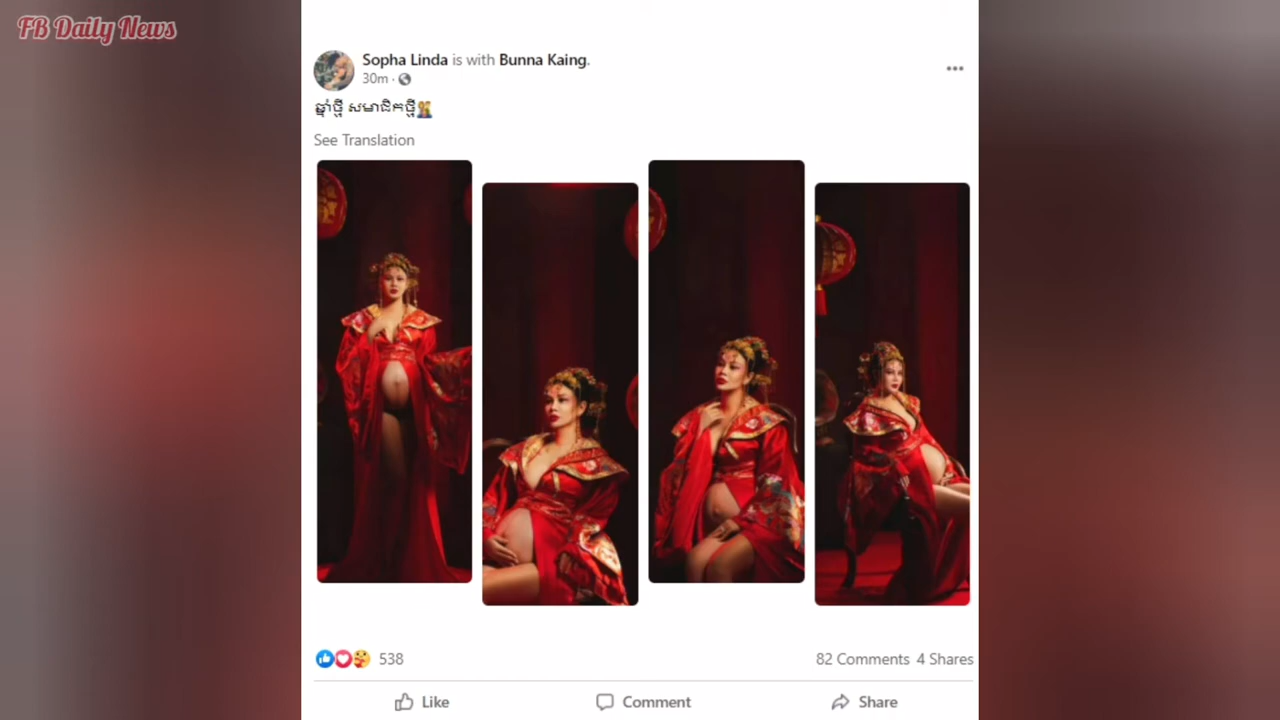 FB Daily News
Sopha Linda is with Bunna Kaing.
30m ·
ឆ្នាំថ្មី សមាជិកថ្មី
See Translation
538
82 Comments 4 Shares
Like
Comment
Share